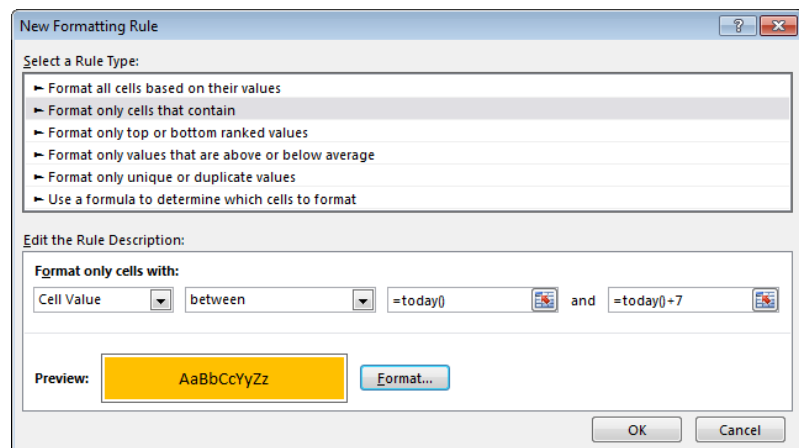 New Formatting Rule
Select a Rule Type:
► Format all cells based on their values
► Format only cells that contain
► Format only top or bottom ranked values
► Format only values that are above or below average
► Format only unique or duplicate values
► Use a formula to determine which cells to format
Edit the Rule Description:
Format only cells with:
Cell Value between =today() and =today()+7
Preview: AaBbCcYyZz Format...
OK Cancel